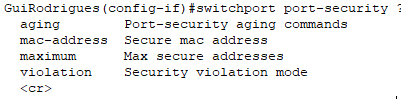 GuiRodrigues(config-if)#switchport port-security ?
aging Port-security aging commands
mac-address Secure mac address
maximum Max secure addresses
violation Security violation mode
<cr>